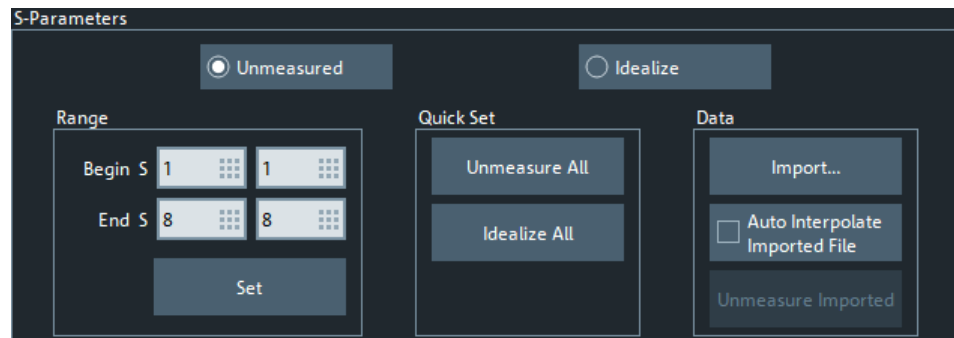 S-Parameters
Unmeasured
Idealize
Range
Begin S 1 1
End S 8 8
Set
Quick Set
Unmeasure All
Idealize All
Data
Import...
Auto Interpolate
Imported File
Unmeasure Imported